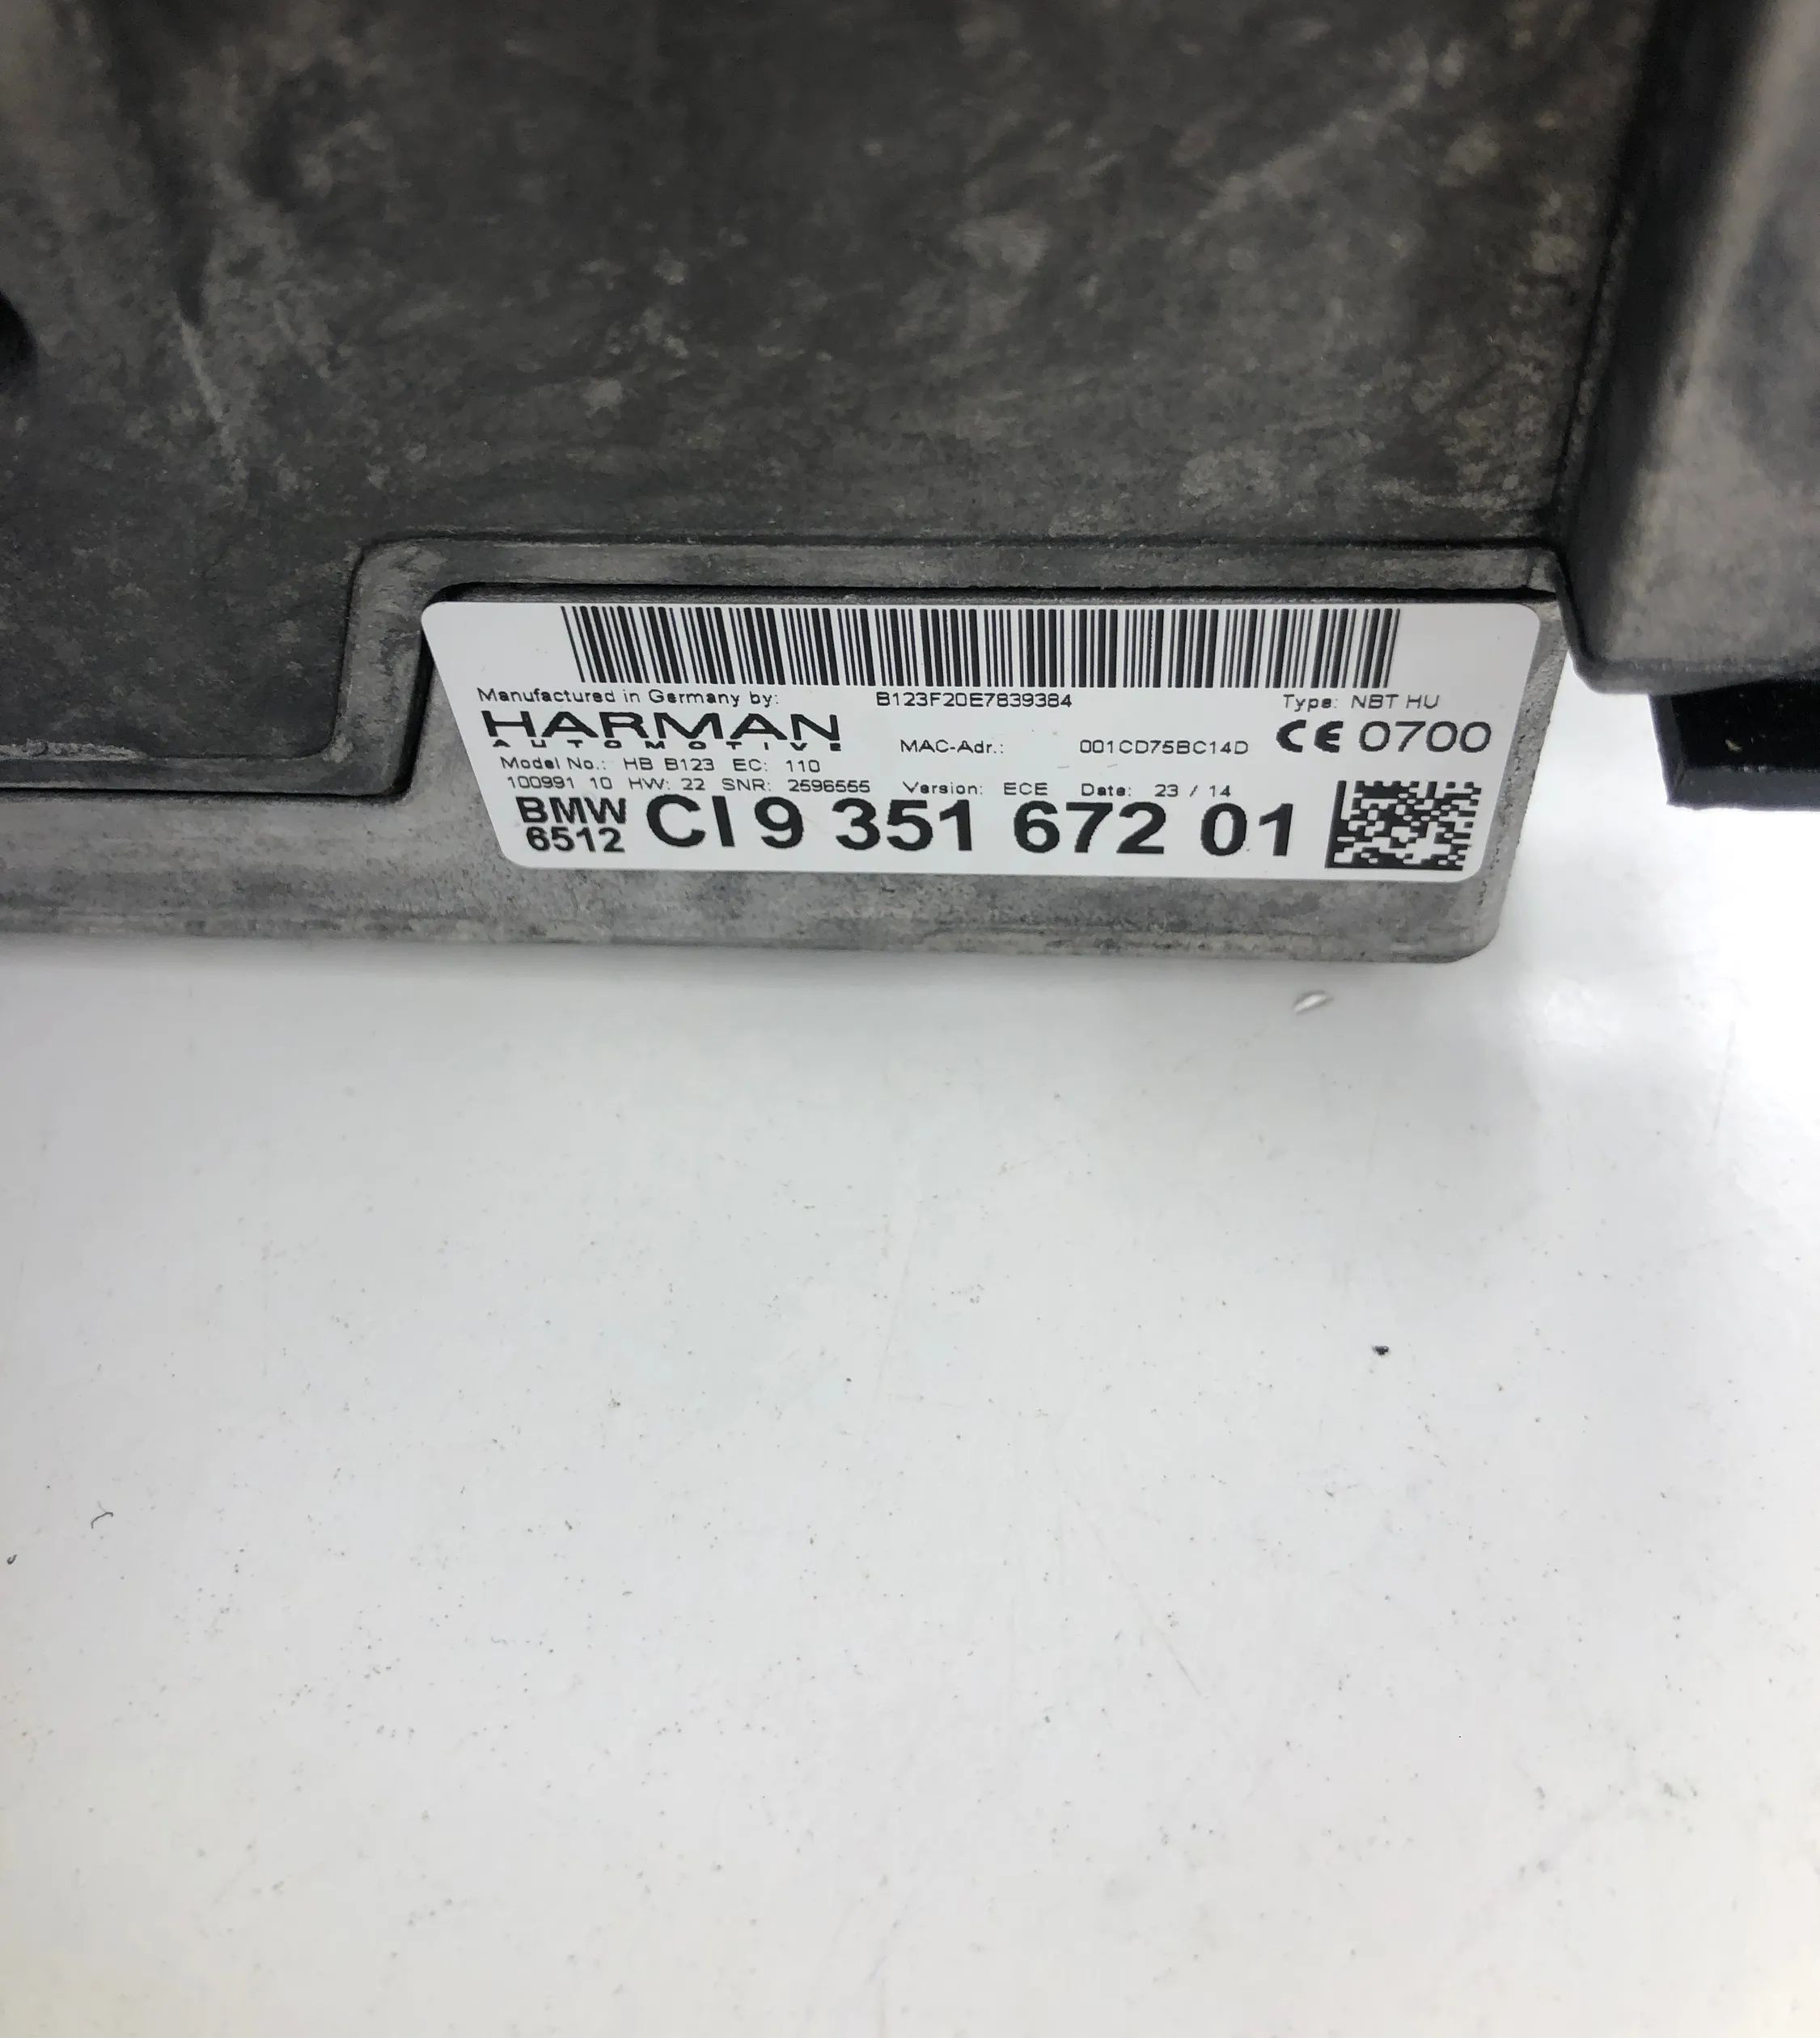 Manufactured in Germany by: B123F20E7839384 Type: NBT HU
HARMAN
AUTOMOTIVE
MAC-Adr.: 001CD75BC14D CE 0700
Model No.: HB B123 EC: 110
100991 10 HW: 22 SNR: 2596555 Version: ECE Date: 23 / 14
BMW
6512
CI 9 351 672 01